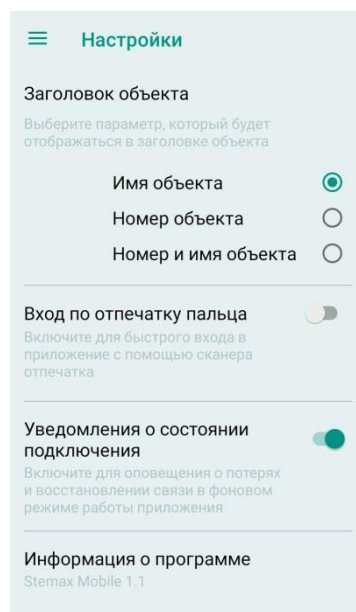 Настройки
Заголовок объекта
Выберите параметр, который будет
отображаться в заголовке объекта
Имя объекта
Номер объекта
Номер и имя объекта
Вход по отпечатку пальца
Включите для быстрого входа в
приложение с помощью сканера
отпечатка
Уведомления о состоянии
подключения
Включите для оповещения о потерях
и восстановлении связи в фоновом
режиме работы приложения
Информация о программе
Stemax Mobile 1.1